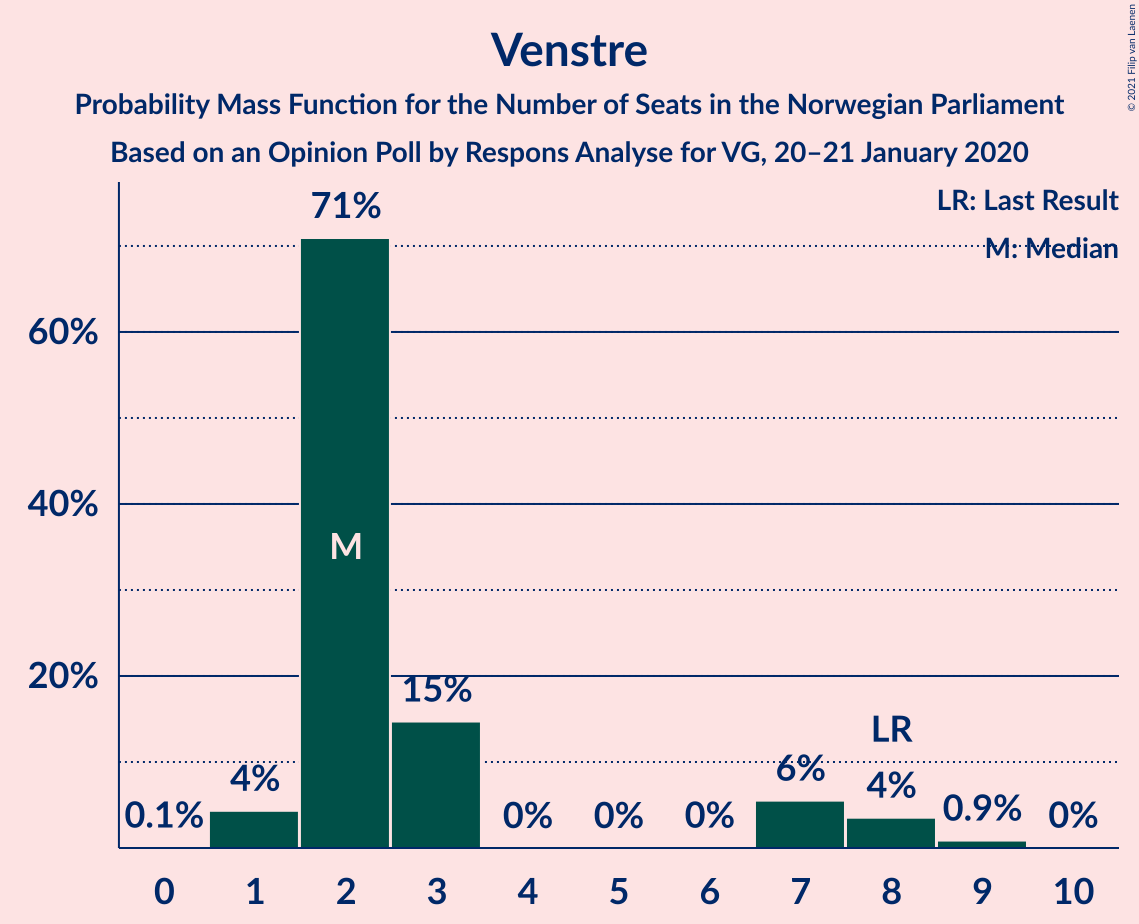 Venstre
Probability Mass Function for the Number of Seats in the Norwegian Parliament
Based on an Opinion Poll by Respons Analyse for VG, 20–21 January 2020
© 2021 Filip van Laenen
LR: Last Result
M: Median
60%
40%
20%
0.1%
4%
71%
M
15%
0%
0%
0%
6%
LR
4%
0.9%
0%
0 1 2 3 4 5 6 7 8 9 10